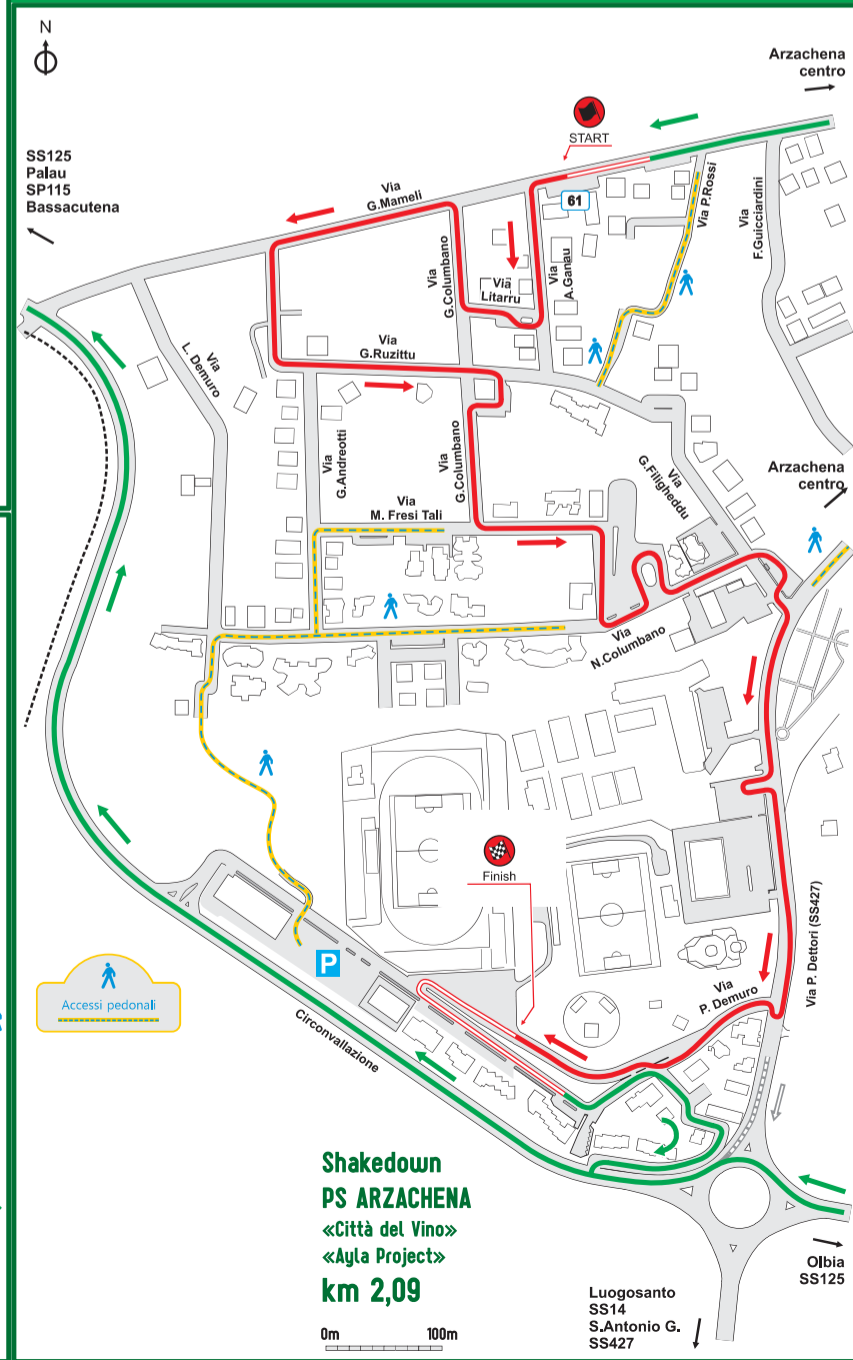 N
Arzachena
centro
START
SS125
Palau
SP115
Bassacutena
Via
G.Mameli
61
Via P.Rossi
Via
F.Guicciardini
Via
G.Columbano
Via
Litarru
Via
A.Ganau
Via
L. Demuro
Via
G.Ruzittu
Via
G.Andreotti
Via
G.Columbano
Via
G.Filigheddu
Arzachena
centro
Via
M. Fresi Tali
Via
N.Columbano
Finish
Via P. Dettori (SS427)
P
Via
P. Demuro
Accessi pedonali
Circonvallazione
Shakedown
PS ARZACHENA
«Città del Vino»
«Ayla Project»
km 2,09
0m 100m
Olbia
SS125
Luogosanto
SS14
S.Antonio G.
SS427